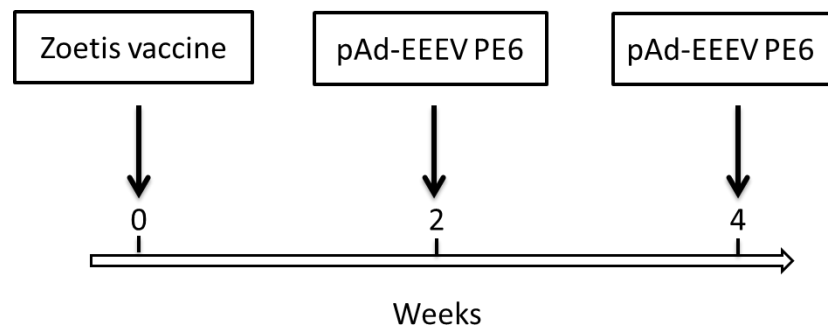 Zoetis vaccine
pAd-EEEV PE6
pAd-EEEV PE6
0
2
4
Weeks